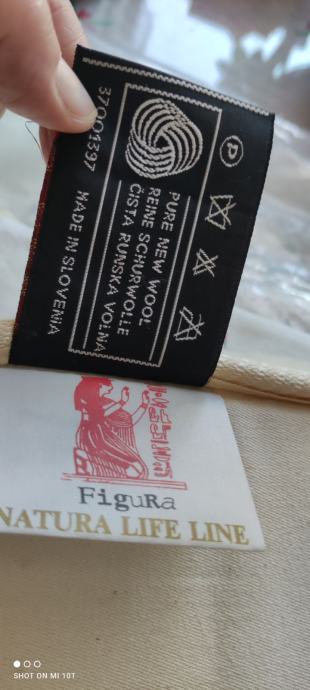 PURE NEW WOOL
REINE SCHURWOLLE
ČISTA RUNSKA VOLNA
37001397
MADE IN SLOVENIA
P
FiguRa
NATURA LIFE LINE
SHOT ON MI 10T